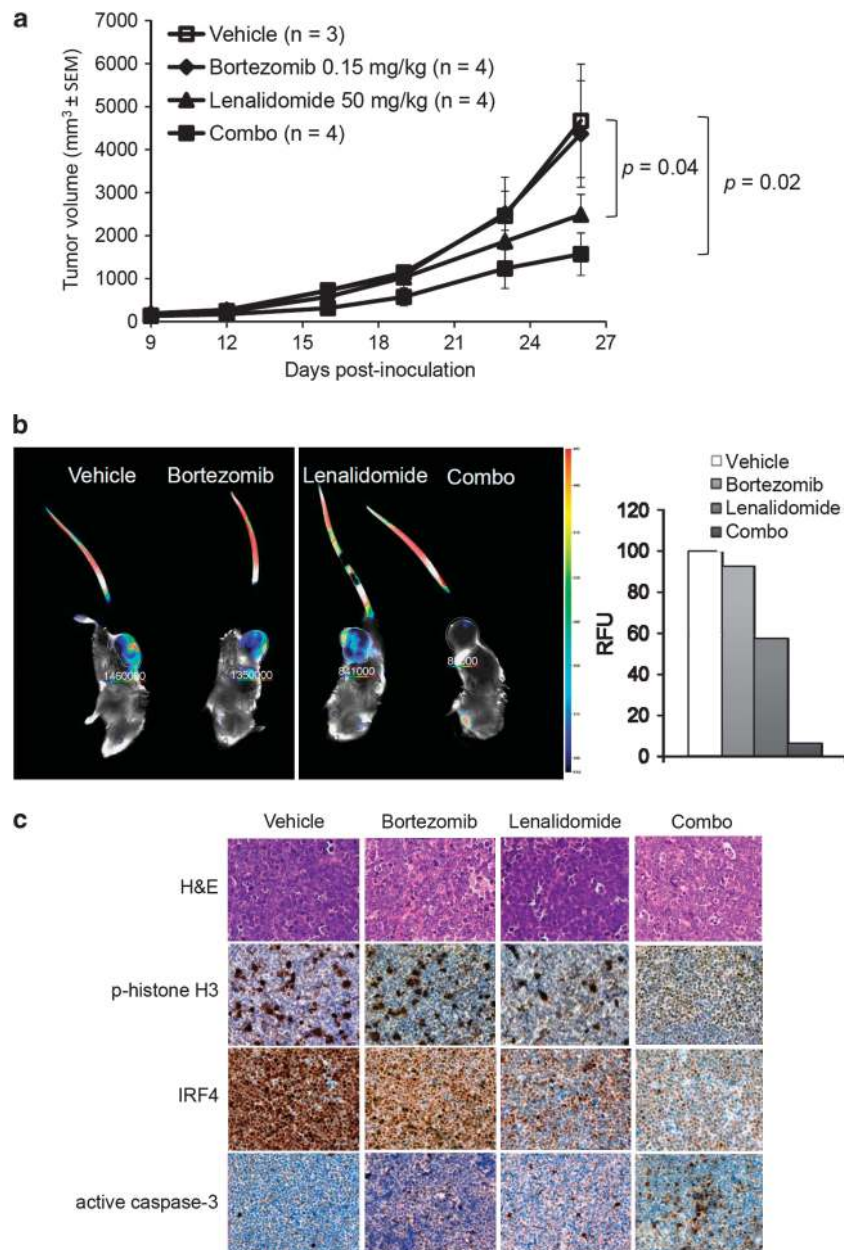 a
7000
6000
5000
4000
3000
2000
1000
0
Tumor volume (mm³ ± SEM)
Vehicle (n = 3)
Bortezomib 0.15 mg/kg (n = 4)
Lenalidomide 50 mg/kg (n = 4)
Combo (n = 4)
p = 0.04
p = 0.02
9 12 15 18 21 24 27
Days post-inoculation
b
Vehicle Bortezomib Lenalidomide Combo
1460000 1350000 841000
Vehicle
Bortezomib
Lenalidomide
Combo
120
100
80
60
40
20
0
RFU
c
Vehicle Bortezomib Lenalidomide Combo
H&E
p-histone H3
IRF4
active caspase-3